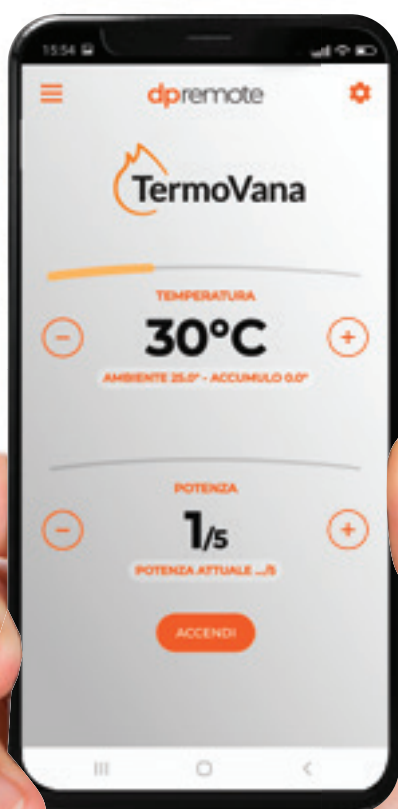 15:54
dpremote
TermoVana
TEMPERATURA
30°C
AMBIENTE 25.0° - ACCUMULO 0.0°
POTENZA
1/5
POTENZA ATTUALE .../5
ACCENDI